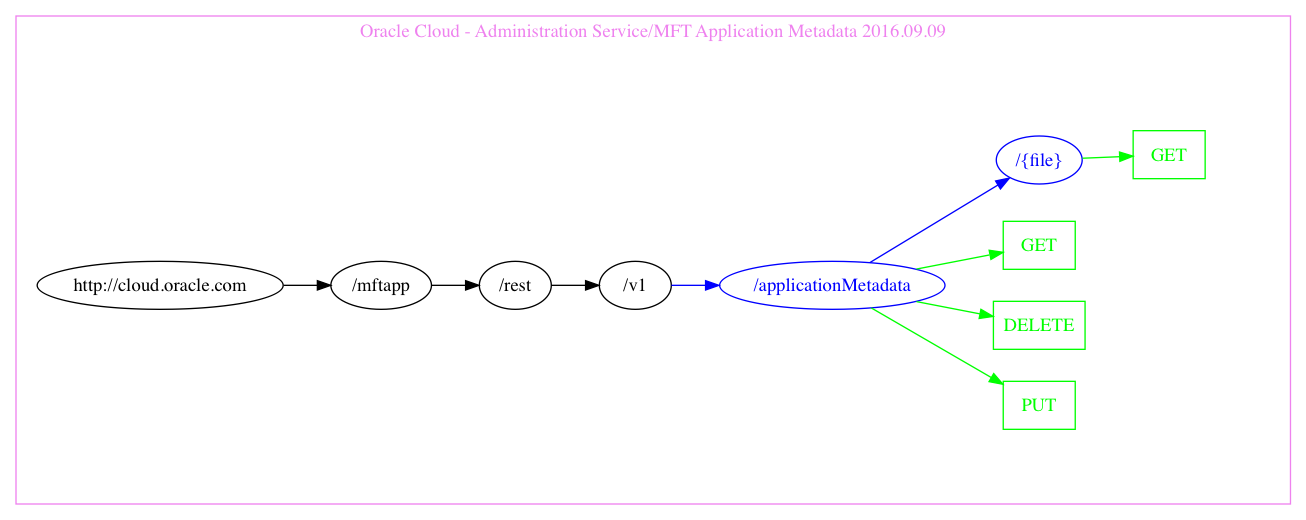 Oracle Cloud - Administration Service/MFT Application Metadata 2016.09.09
/{file}
GET
GET
http://cloud.oracle.com
/mftapp
/rest
/v1
/applicationMetadata
DELETE
PUT